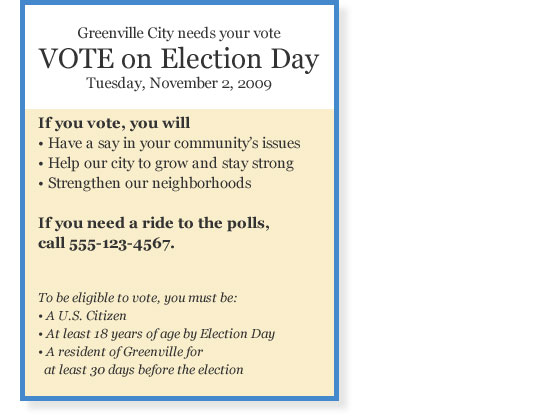 Greenville City needs your vote
VOTE on Election Day
Tuesday, November 2, 2009
If you vote, you will
• Have a say in your community's issues
• Help our city to grow and stay strong
• Strengthen our neighborhoods
If you need a ride to the polls,
call 555-123-4567.
To be eligible to vote, you must be:
• A U.S. Citizen
• At least 18 years of age by Election Day
• A resident of Greenville for
at least 30 days before the election